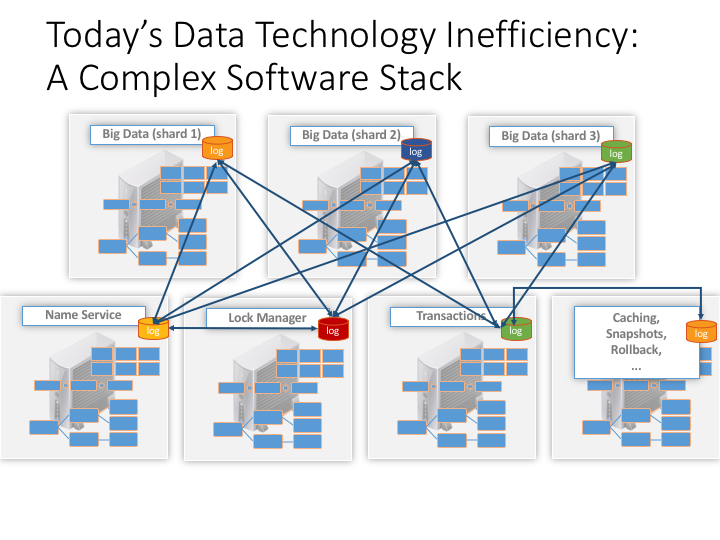 Today’s Data Technology Inefficiency:
A Complex Software Stack
Big Data (shard 1)
log
Big Data (shard 2)
log
Big Data (shard 3)
log
Name Service
log
Lock Manager
log
Transactions
log
Caching,
Snapshots,
Rollback,
...
log